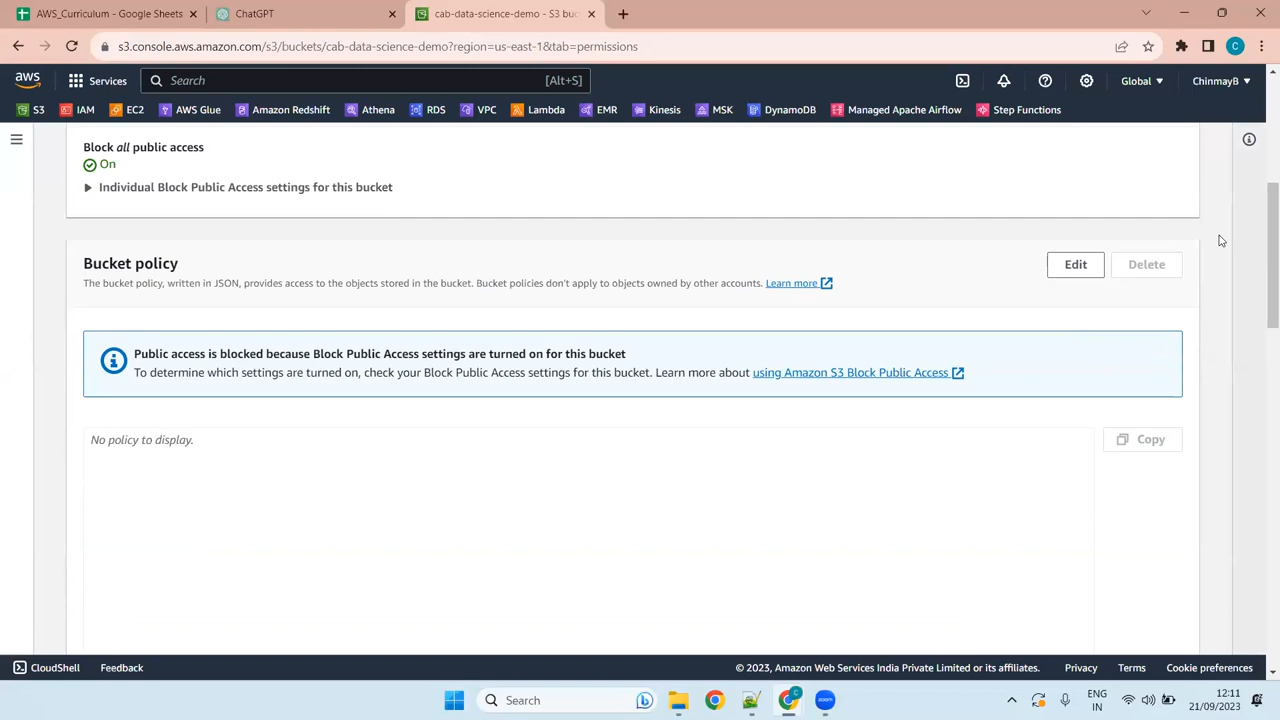 AWS_Curriculum - Google Sheets
ChatGPT
cab-data-science-demo - S3 buc
s3.console.aws.amazon.com/s3/buckets/cab-data-science-demo?region=us-east-1&tab=permissions
C
aws
Services
Search
[Alt+S]
Global
ChinmayB
S3
IAM
EC2
AWS Glue
Amazon Redshift
Athena
RDS
VPC
Lambda
EMR
Kinesis
MSK
DynamoDB
Managed Apache Airflow
Step Functions
Block all public access
On
Individual Block Public Access settings for this bucket
Bucket policy
Edit
Delete
The bucket policy, written in JSON, provides access to the objects stored in the bucket. Bucket policies don't apply to objects owned by other accounts. Learn more
Public access is blocked because Block Public Access settings are turned on for this bucket
To determine which settings are turned on, check your Block Public Access settings for this bucket. Learn more about using Amazon S3 Block Public Access
No policy to display.
Copy
CloudShell
Feedback
© 2023, Amazon Web Services India Private Limited or its affiliates.
Privacy
Terms
Cookie preferences
Search
C
zoom
ENG
IN
12:11
21/09/2023